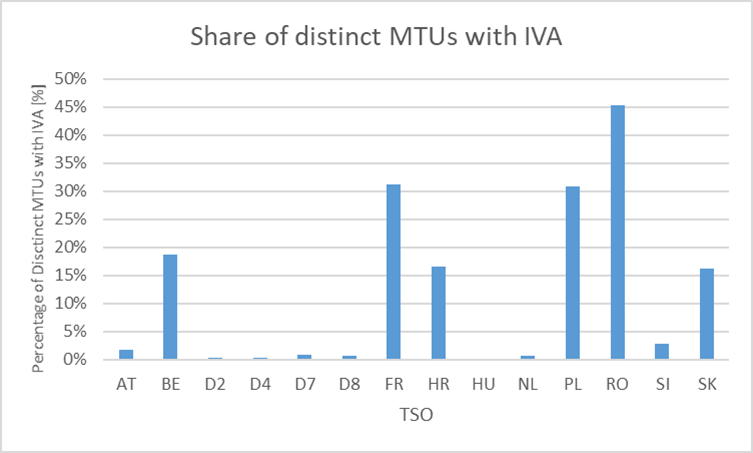 Share of distinct MTUs with IVA
Percentage of Disctinct MTUs with IVA [%]
50%
45%
40%
35%
30%
25%
20%
15%
10%
5%
0%
AT BE D2 D4 D7 D8 FR HR HU NL PL RO SI SK
TSO